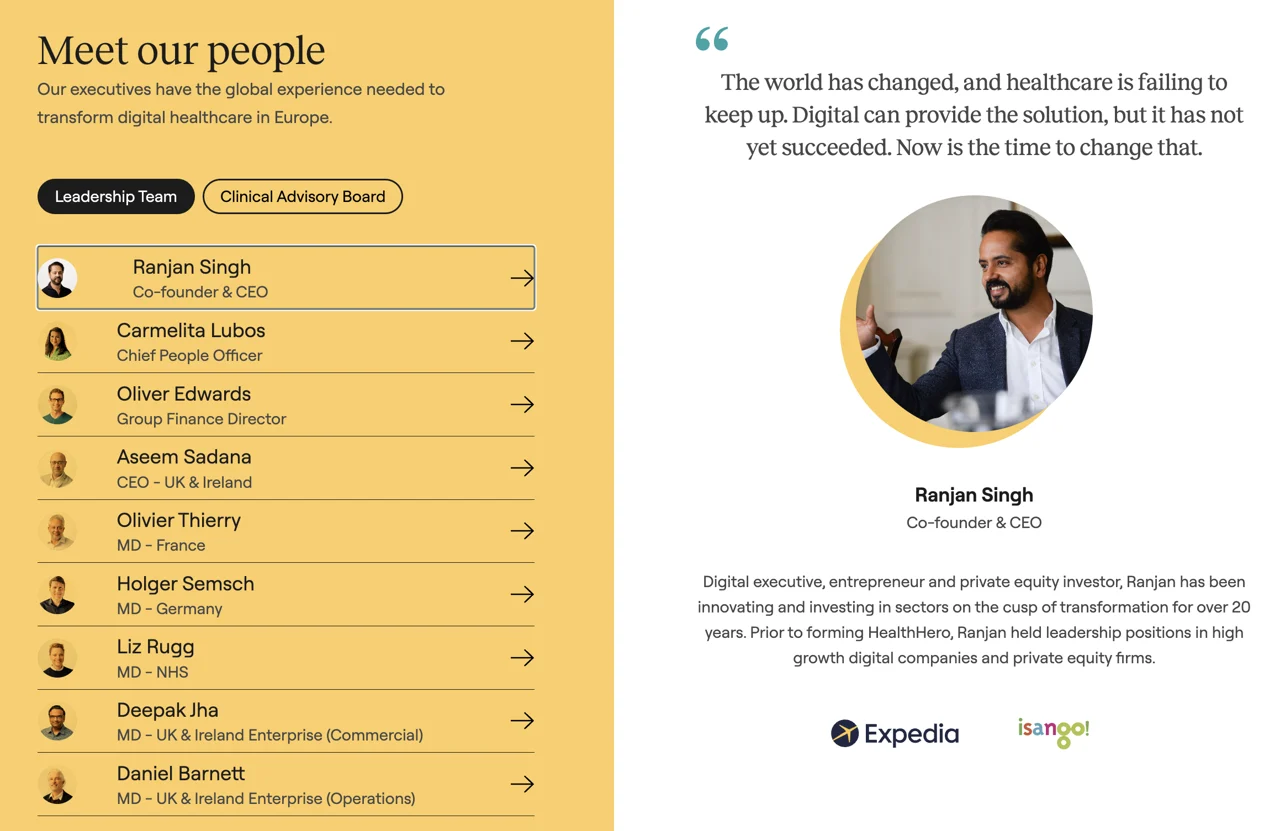 Meet our people
Our executives have the global experience needed to
transform digital healthcare in Europe.
Leadership Team
Clinical Advisory Board
Ranjan Singh
Co-founder & CEO
Carmelita Lubos
Chief People Officer
Oliver Edwards
Group Finance Director
Aseem Sadana
CEO - UK & Ireland
Olivier Thierry
MD - France
Holger Semsch
MD - Germany
Liz Rugg
MD - NHS
Deepak Jha
MD - UK & Ireland Enterprise (Commercial)
Daniel Barnett
MD - UK & Ireland Enterprise (Operations)
“
The world has changed, and healthcare is failing to
keep up. Digital can provide the solution, but it has not
yet succeeded. Now is the time to change that.
Ranjan Singh
Co-founder & CEO
Digital executive, entrepreneur and private equity investor, Ranjan has been
innovating and investing in sectors on the cusp of transformation for over 20
years. Prior to forming HealthHero, Ranjan held leadership positions in high
growth digital companies and private equity firms.
Expedia
isango!